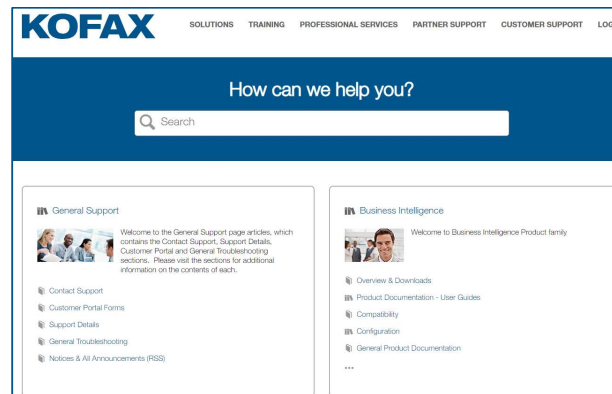 KOFAX
SOLUTIONS TRAINING PROFESSIONAL SERVICES PARTNER SUPPORT CUSTOMER SUPPORT LOG
How can we help you?
Search
General Support
Welcome to the General Support page articles, which
contains the Contact Support, Support Details,
Customer Portal and General Troubleshooting
sections. Please visit the sections for additional
information on the contents of each.
Contact Support
Customer Portal Forms
Support Details
General Troubleshooting
Notices & All Announcements (RSS)
Business Intelligence
Welcome to Business Intelligence Product family
Overview & Downloads
Product Documentation - User Guides
Compatibility
Configuration
General Product Documentation
...